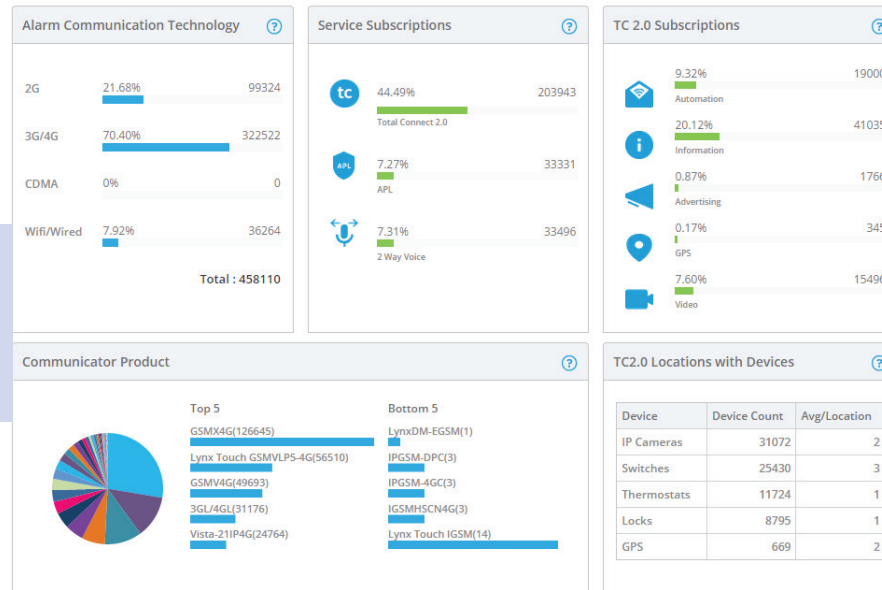 Alarm Communication Technology ?
2G 21.68% 99324
3G/4G 70.40% 322522
CDMA 0% 0
Wifi/Wired 7.92% 36264
Total : 458110
Service Subscriptions ?
tc 44.49% 203943
Total Connect 2.0
APL 7.27% 33331
APL
7.31% 33496
2 Way Voice
TC 2.0 Subscriptions ?
9.32% 19000
Automation
i 20.12% 41035
Information
0.87% 1766
Advertising
0.17% 345
GPS
7.60% 15496
Video
Communicator Product ?
Top 5
GSMX4G(126645)
Lynx Touch GSMVLP5-4G(56510)
GSMV4G(49693)
3GL/4GL(31176)
Vista-21IP4G(24764)
Bottom 5
LynxDM-EGSM(1)
IPGSM-DPC(3)
IPGSM-4GC(3)
IGSMHSCN4G(3)
Lynx Touch IGSM(14)
TC2.0 Locations with Devices ?
Device Device Count Avg/Location
IP Cameras 31072 2
Switches 25430 3
Thermostats 11724 1
Locks 8795 1
GPS 669 2